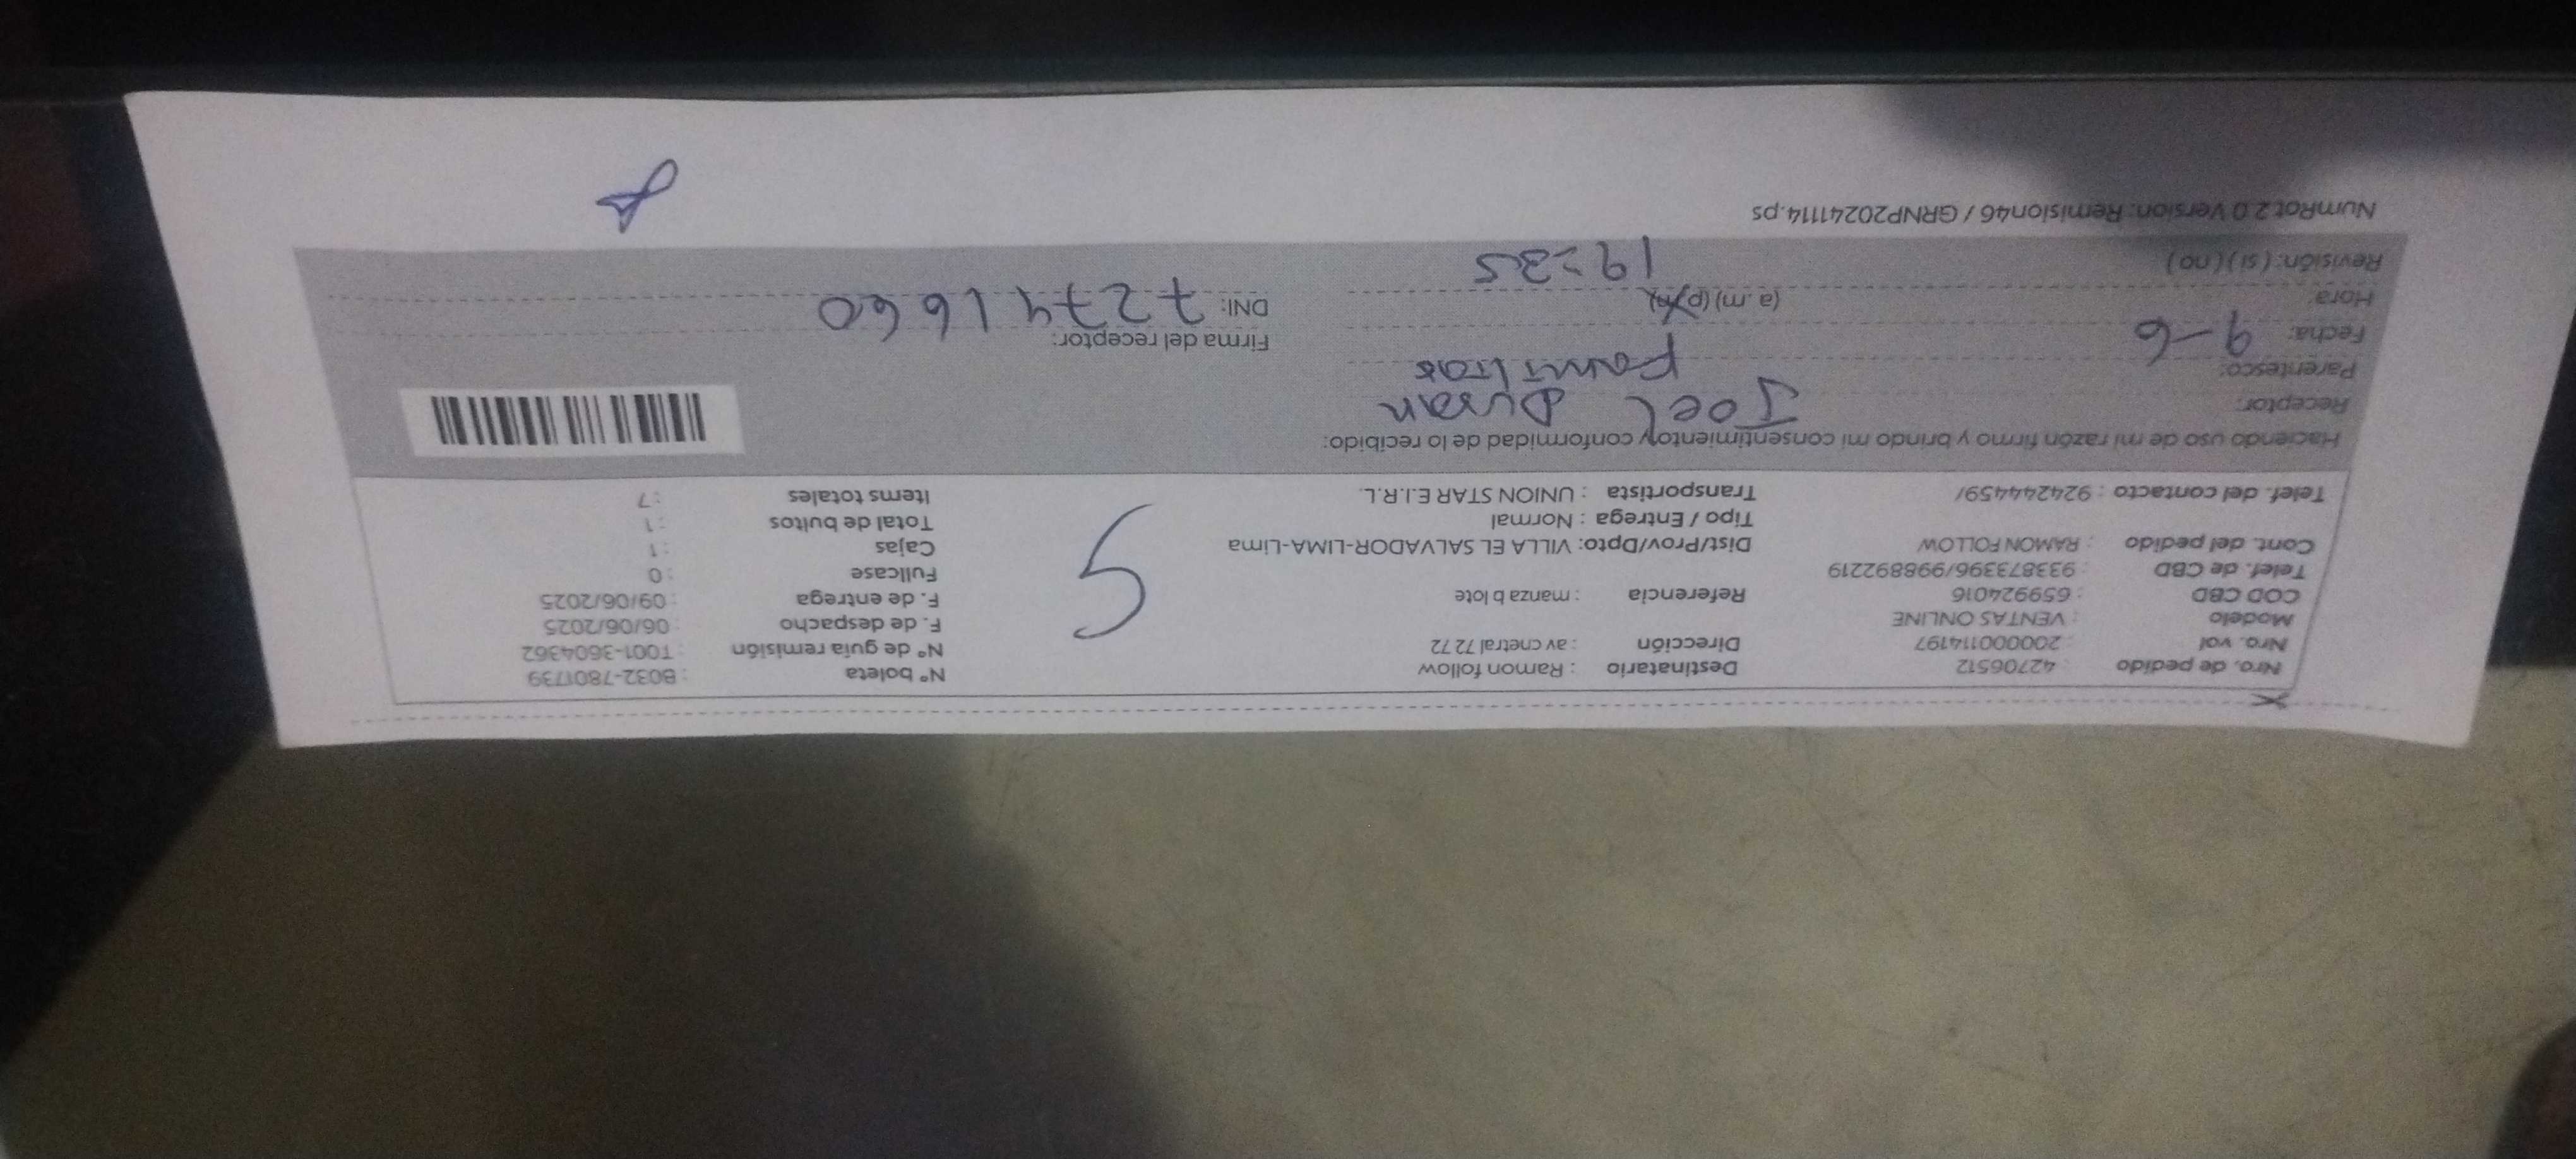 Nro. de pedido : 42706512 Destinatario : Ramon follow N° boleta : B032-7801739
Nro. vol : 200000114197 Dirección : av cnetral 72 72 N° de guía remisión : T001-3604362
Modelo : VENTAS ONLINE F. de despacho : 06/06/2025
COD CBD : 659924016 Referencia : manza b lote F. de entrega : 09/06/2025
Telef. de CBD : 933873396/998892219 Fullcase : 0
Cont. del pedido : RAMON FOLLOW Dist/Prov/Dpto: VILLA EL SALVADOR-LIMA-Lima Cajas : 1
Tipo / Entrega : Normal Total de bultos : 1
Telef. del contacto : 924244459/ Transportista : UNION STAR E.I.R.L. Items totales : 7
5
Haciendo uso de mi razón firmo y brindo mi consentimiento y conformidad de lo recibido:
Receptor: Joel Duran
Parentesco: Familiar
Fecha: 9-6 Firma del receptor:
Hora: (a.m) (p.m) 19:35 DNI: 72741660
Revisión: (si) (no)
NumRot 2.0 Version: Remision46 / GRNP20241114.ps